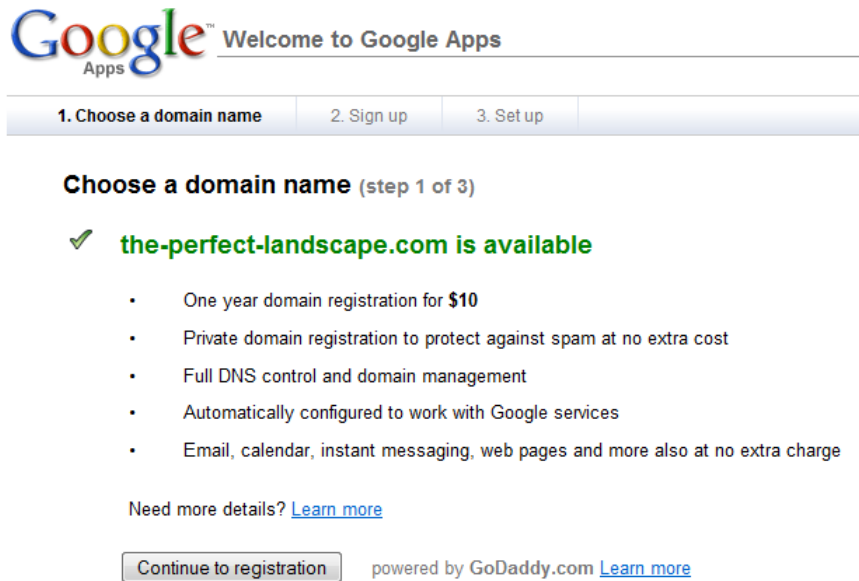 Google™ Welcome to Google Apps
Apps
1. Choose a domain name 2. Sign up 3. Set up
Choose a domain name (step 1 of 3)
the-perfect-landscape.com is available
• One year domain registration for $10
• Private domain registration to protect against spam at no extra cost
• Full DNS control and domain management
• Automatically configured to work with Google services
• Email, calendar, instant messaging, web pages and more also at no extra charge
Need more details? Learn more
Continue to registration powered by GoDaddy.com Learn more